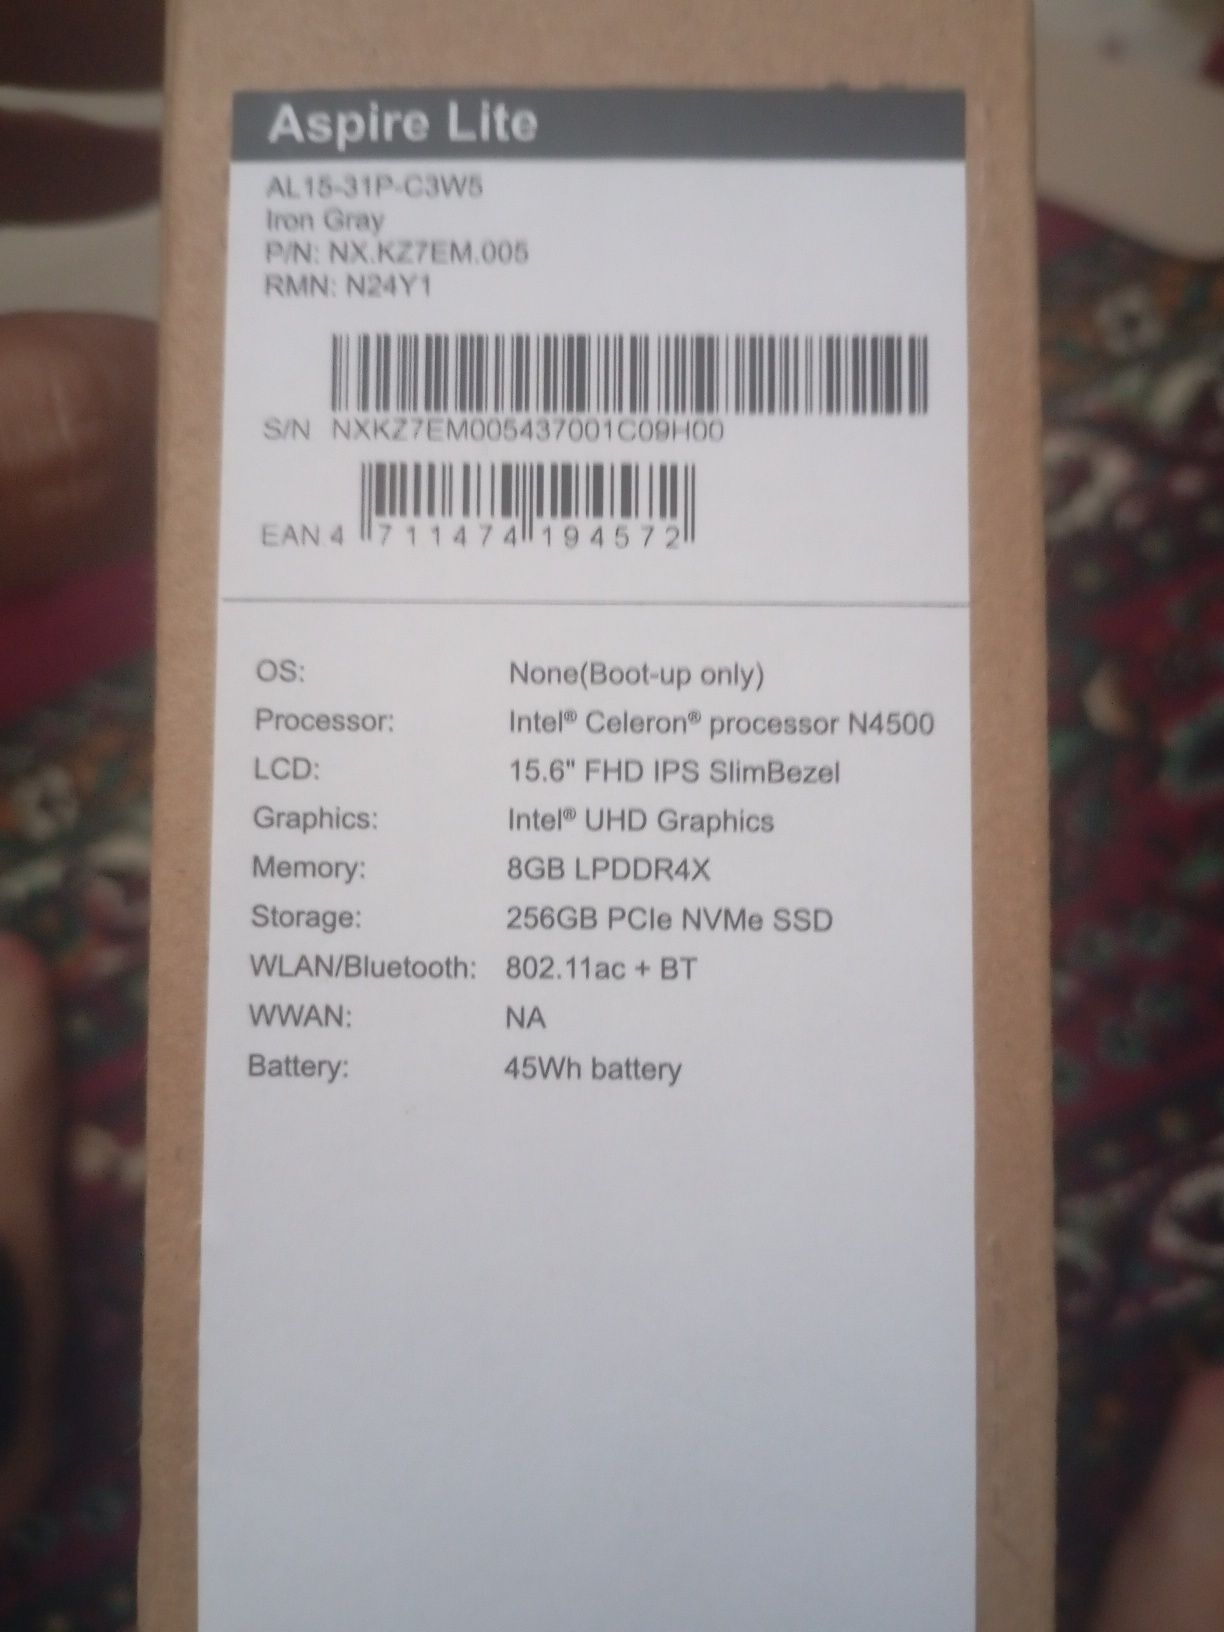 Aspire Lite
AL15-31P-C3W5
Iron Gray
P/N: NX.KZ7EM.005
RMN: N24Y1
S/N NXKZ7EM005437001C09H00
EAN 4 711474 194572
OS: None(Boot-up only)
Processor: Intel® Celeron® processor N4500
LCD: 15.6" FHD IPS SlimBezel
Graphics: Intel® UHD Graphics
Memory: 8GB LPDDR4X
Storage: 256GB PCIe NVMe SSD
WLAN/Bluetooth: 802.11ac + BT
WWAN: NA
Battery: 45Wh battery